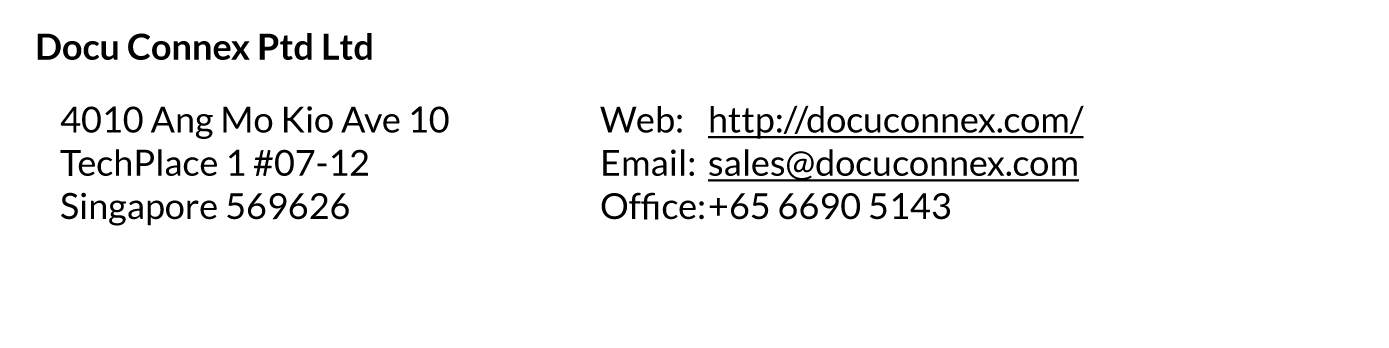 Docu Connex Ptd Ltd
4010 Ang Mo Kio Ave 10
TechPlace 1 #07-12
Singapore 569626
Web: http://docuconnex.com/
Email: sales@docuconnex.com
Office:+65 6690 5143